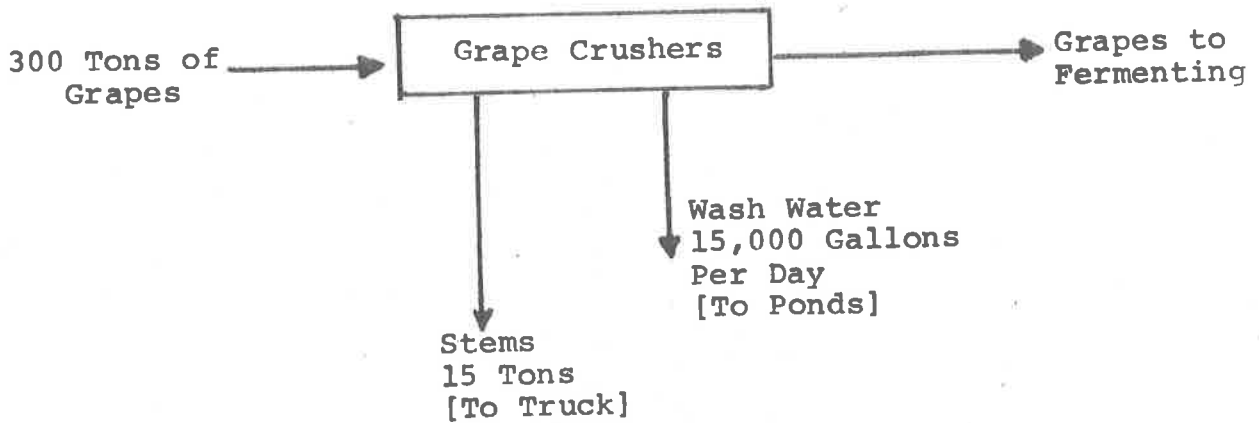 300 Tons of
Grapes
Grape Crushers
Grapes to
Fermenting
Wash Water
15,000 Gallons
Per Day
[To Ponds]
Stems
15 Tons
[To Truck]